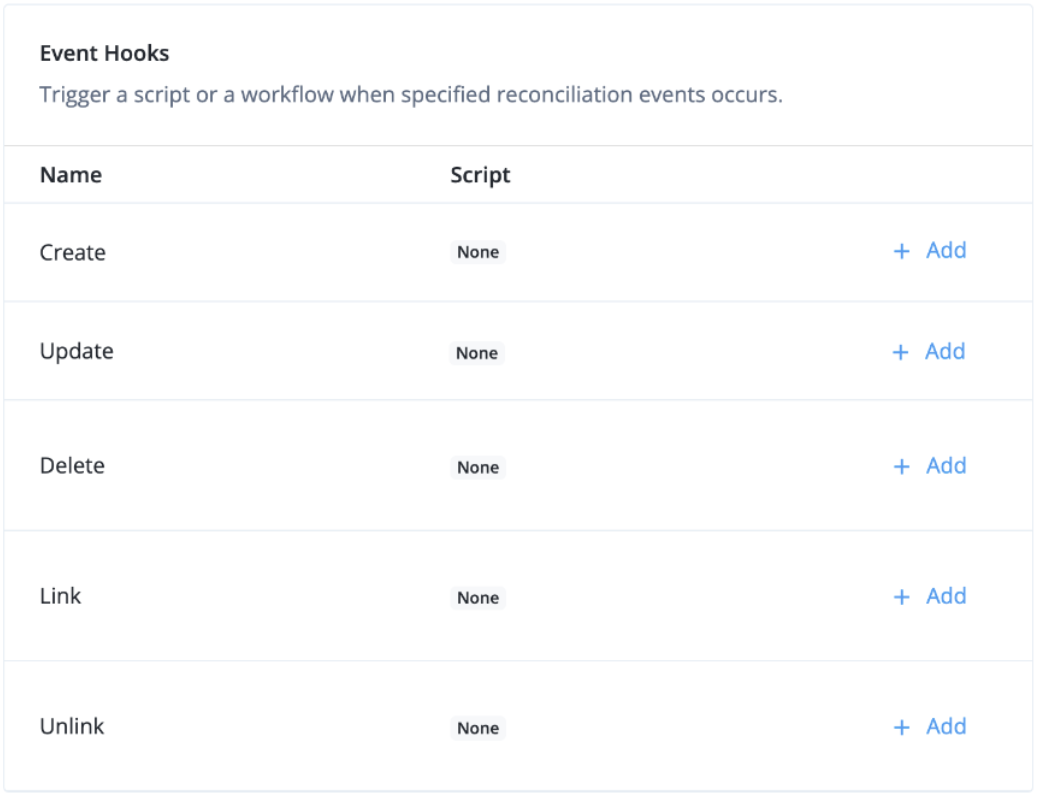 Event Hooks
Trigger a script or a workflow when specified reconciliation events occurs.
Name Script
Create None + Add
Update None + Add
Delete None + Add
Link None + Add
Unlink None + Add